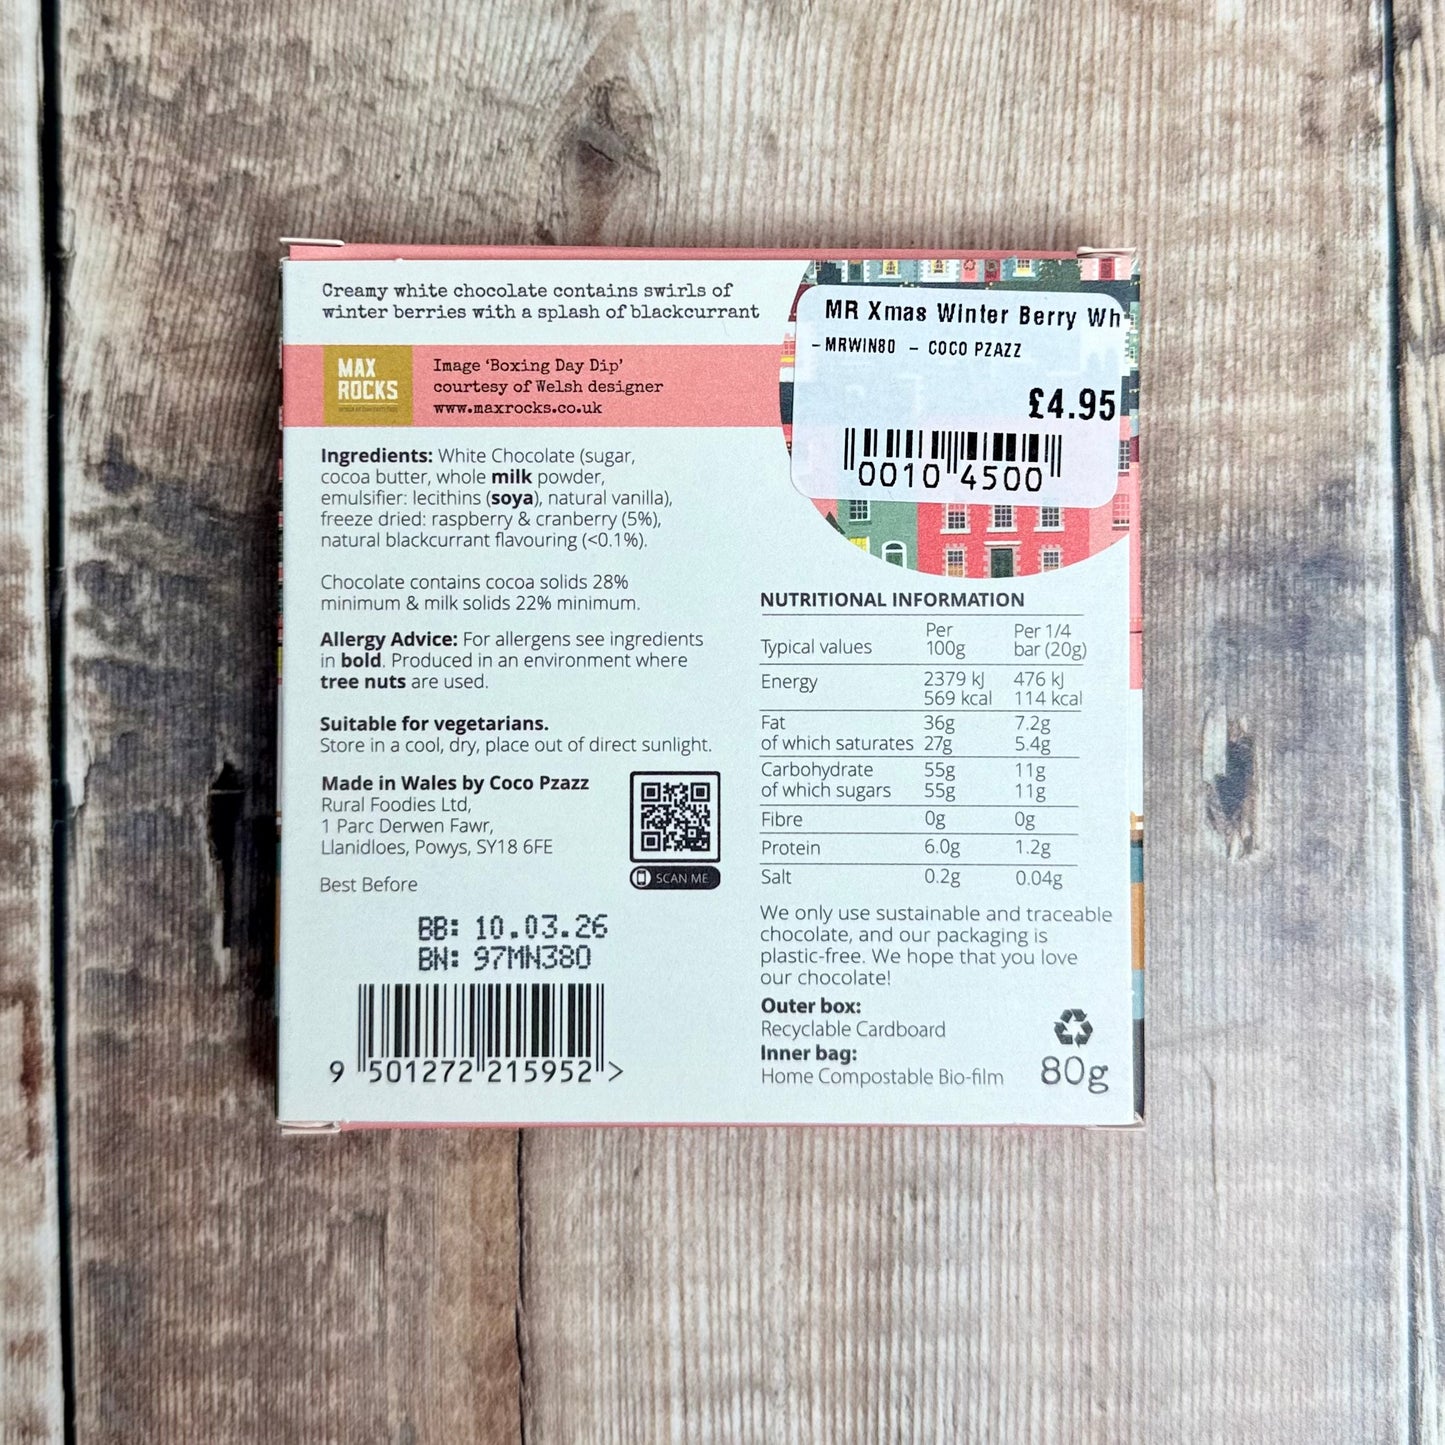 Creamy white chocolate contains swirls of
winter berries with a splash of blackcurrant
MAX
ROCKS
Image ‘Boxing Day Dip’
courtesy of Welsh designer
www.maxrocks.co.uk
MR Xmas Winter Berry Wh
-MRWIN80 - COCO PZAZZ
£4.95
0010 4500
Ingredients: White Chocolate (sugar,
cocoa butter, whole milk powder,
emulsifier: lecithins (soya), natural vanilla),
freeze dried: raspberry & cranberry (5%),
natural blackcurrant flavouring (<0.1%).
Chocolate contains cocoa solids 28%
minimum & milk solids 22% minimum.
Allergy Advice: For allergens see ingredients
in bold. Produced in an environment where
tree nuts are used.
Suitable for vegetarians.
Store in a cool, dry, place out of direct sunlight.
Made in Wales by Coco Pzazz
Rural Foodies Ltd,
1 Parc Derwen Fawr,
Llanidloes, Powys, SY18 6FE
SCAN ME
Best Before
BB: 10.03.26
BN: 97MN380
9 501272 215952 >
NUTRITIONAL INFORMATION
Typical values Per 100g Per 1/4 bar (20g)
Energy 2379 kJ 476 kJ
569 kcal 114 kcal
Fat 36g 7.2g
of which saturates 27g 5.4g
Carbohydrate 55g 11g
of which sugars 55g 11g
Fibre 0g 0g
Protein 6.0g 1.2g
Salt 0.2g 0.04g
We only use sustainable and traceable
chocolate, and our packaging is
plastic-free. We hope that you love
our chocolate!
Outer box:
Recyclable Cardboard
Inner bag:
Home Compostable Bio-film
80g